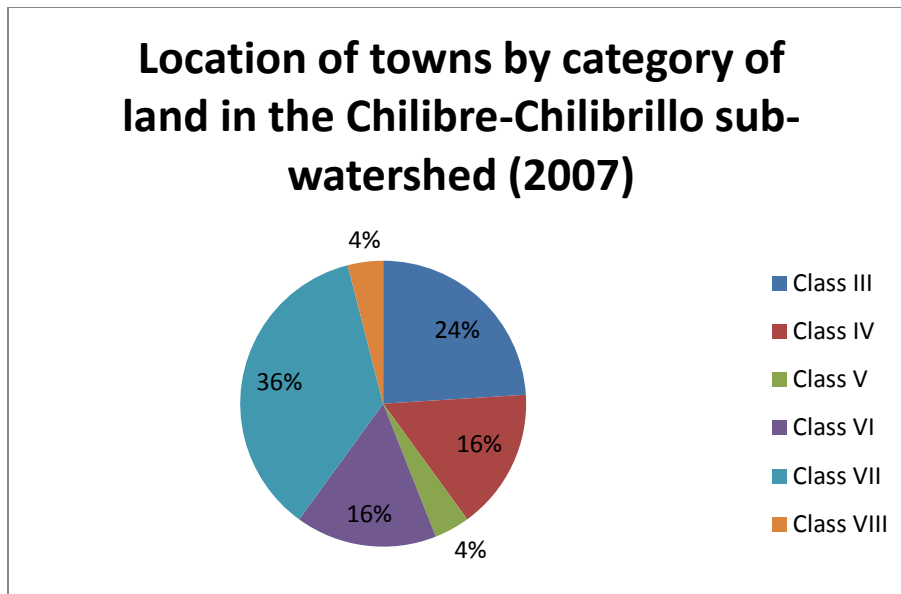 Location of towns by category of
land in the Chilibre-Chilibrillo sub-
watershed (2007)
4%
24%
36%
16%
16%
4%
Class III
Class IV
Class V
Class VI
Class VII
Class VIII